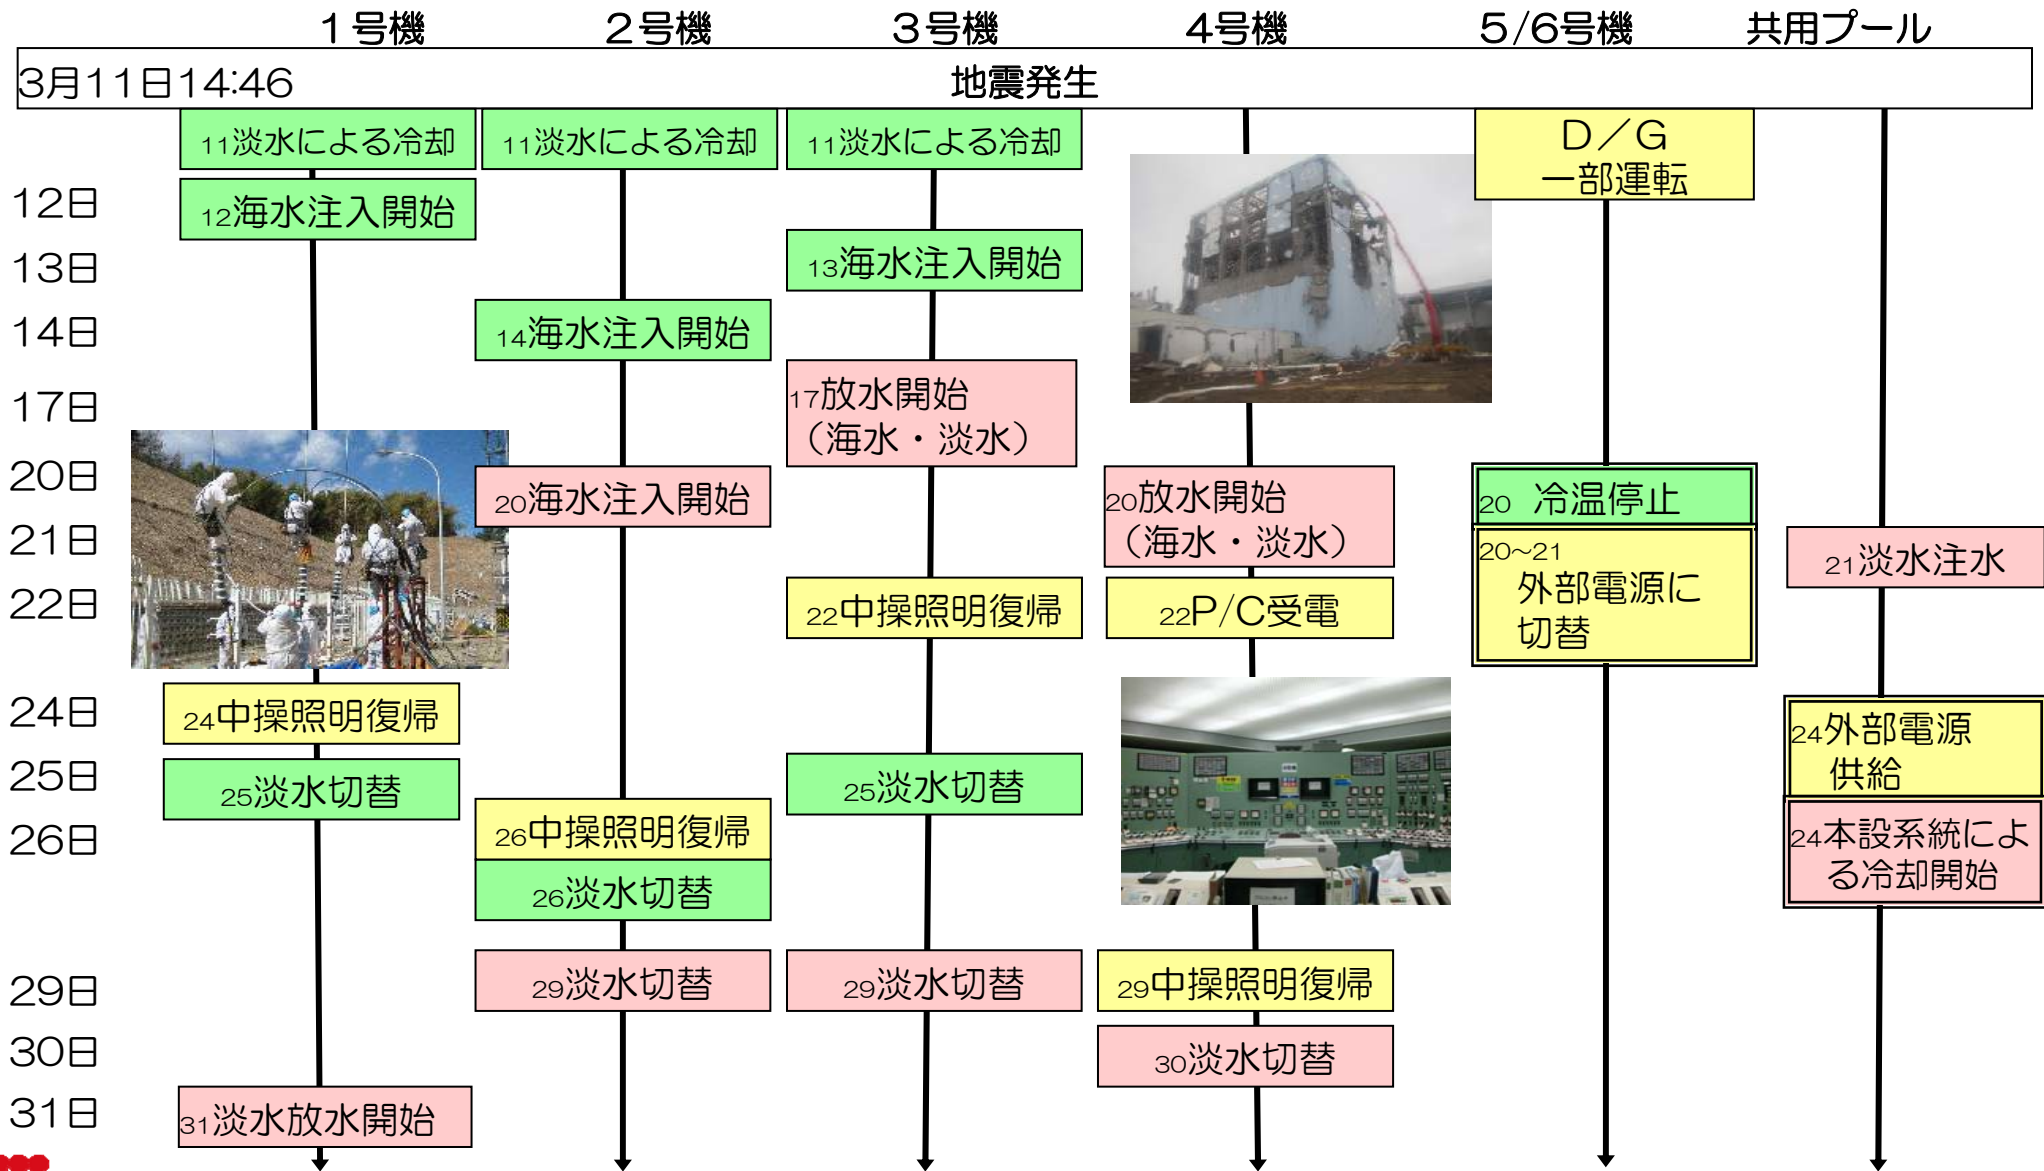 1号機
2号機
3号機
4号機
5/6号機
共用プール
3月11日14:46
地震発生
11淡水による冷却
11淡水による冷却
11淡水による冷却
D/G
一部運転
12日
12海水注入開始
13日
13海水注入開始
14日
14海水注入開始
17日
17放水開始
(海水・淡水)
20日
20海水注入開始
20放水開始
(海水・淡水)
20 冷温停止
21日
20~21
外部電源に
切替
21淡水注水
22日
22中操照明復帰
22P/C受電
24日
24中操照明復帰
24外部電源
供給
25日
25淡水切替
25淡水切替
26日
26中操照明復帰
24本設系統によ
る冷却開始
26淡水切替
29日
29淡水切替
29淡水切替
29中操照明復帰
30日
30淡水切替
31日
31淡水放水開始